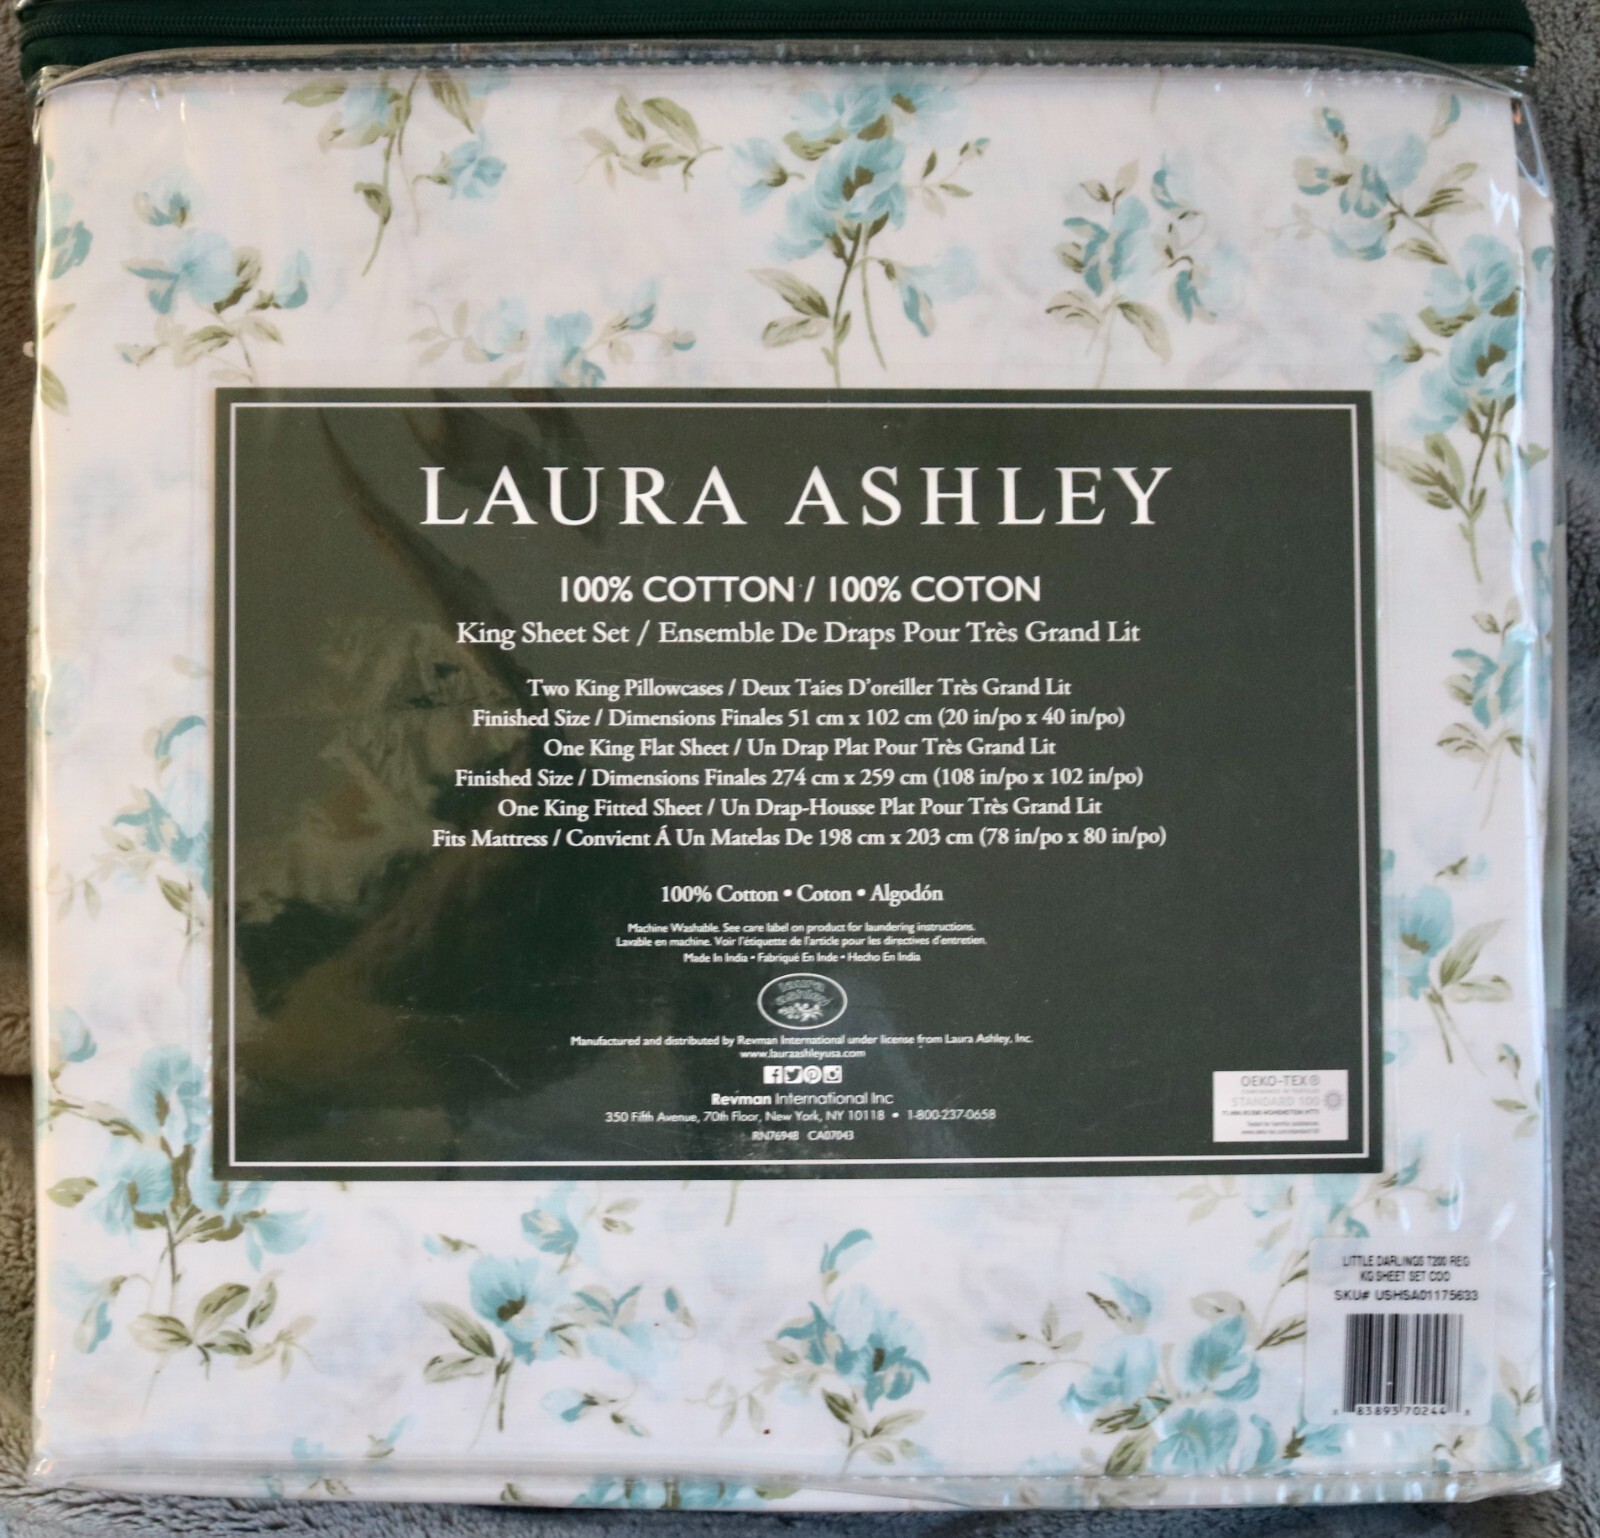 LAURA ASHLEY
100% COTTON / 100% COTON
King Sheet Set / Ensemble De Draps Pour Très Grand Lit
Two King Pillowcases / Deux Taies D'oreiller Très Grand Lit
Finished Size / Dimensions Finales 51 cm x 102 cm (20 in/po x 40 in/po)
One King Flat Sheet / Un Drap Plat Pour Très Grand Lit
Finished Size / Dimensions Finales 274 cm x 259 cm (108 in/po x 102 in/po)
One King Fitted Sheet / Un Drap-Housse Plat Pour Très Grand Lit
Fits Mattress / Convient Á Un Matelas De 198 cm x 203 cm (78 in/po x 80 in/po)
100% Cotton • Coton • Algodón
Machine Washable. See care label on product for laundering instructions.
Lavable en machine. Voir l'étiquette de l'article pour les directives d'entretien.
Made In India • Fabriqué En Inde • Hecho En India
laura
ashley
Manufactured and distributed by Revman International under license from Laura Ashley, Inc.
www.lauraashleyusa.com
Revman International Inc
350 Fifth Avenue, 70th Floor, New York, NY 10118 • 1-800-237-0658
RN76948 CA07043
OEKO-TEX®
STANDARD 100
LITTLE DARLINGS T200 REG
KG SHEET SET COO
SKU# USHSA01175633
83893 70244